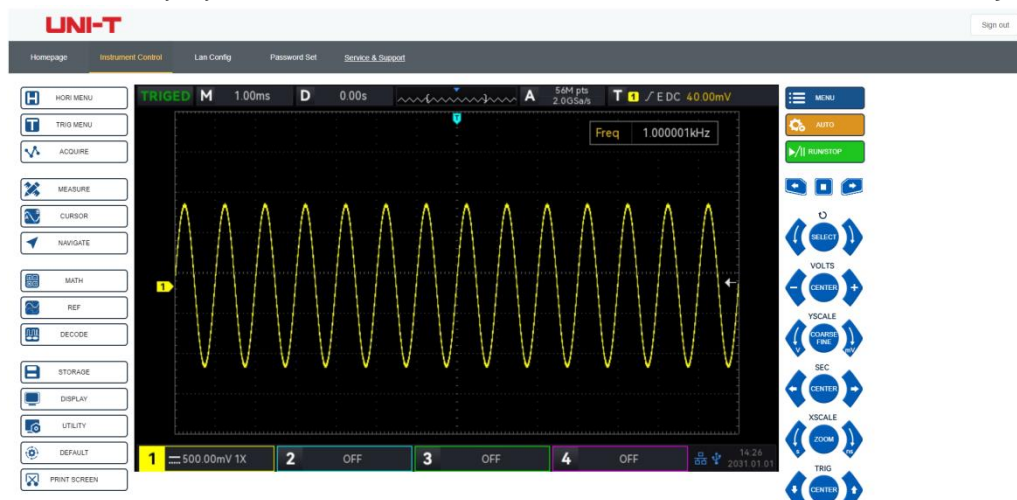 UNI-T
Sign out
Homepage Instrument Control Lan Config Password Set Service & Support
HORI MENU
TRIG MENU
ACQUIRE
MEASURE
CURSOR
NAVIGATE
MATH
REF
DECODE
STORAGE
DISPLAY
UTILITY
DEFAULT
PRINT SCREEN
TRIGED M 1.00ms D 0.00s A 56M pts 2.0GSa/s T 1 E DC 40.00mV
T
Freq 1.000001kHz
1
1 500.00mV 1X 2 OFF 3 OFF 4 OFF 14:26
2031.01.01
MENU
AUTO
RUN/STOP
SELECT
VOLTS
CENTER
YSCALE
COARSE
FINE
V mV
SEC
CENTER
XSCALE
ZOOM
s ns
TRIG
CENTER